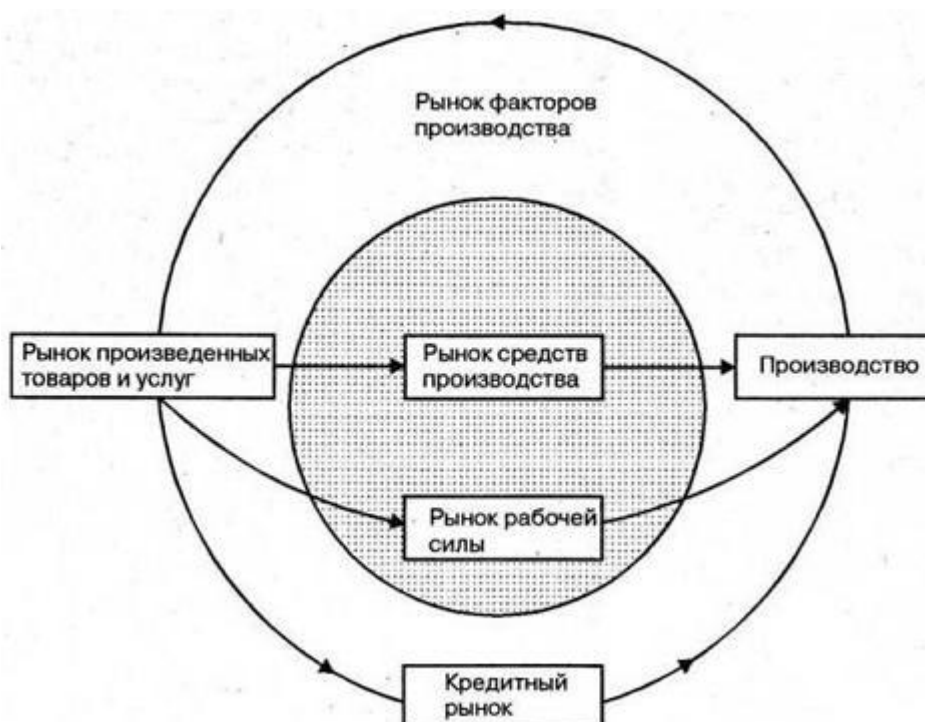 Рынок факторов
производства
Рынок произведенных
товаров и услуг
Рынок средств
производства
Производство
Рынок рабочей
силы
Кредитный
рынок